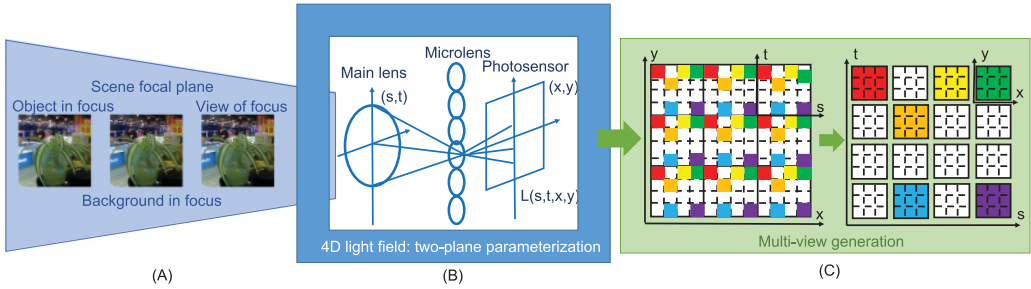 Scene focal plane
Object in focus
View of focus
Background in focus
(A)
Microlens
Main lens
Photosensor
(s,t)
(x,y)
L(s,t,x,y)
4D light field: two-plane parameterization
(B)
y
t
s
x
t
y
x
s
Multi-view generation
(C)